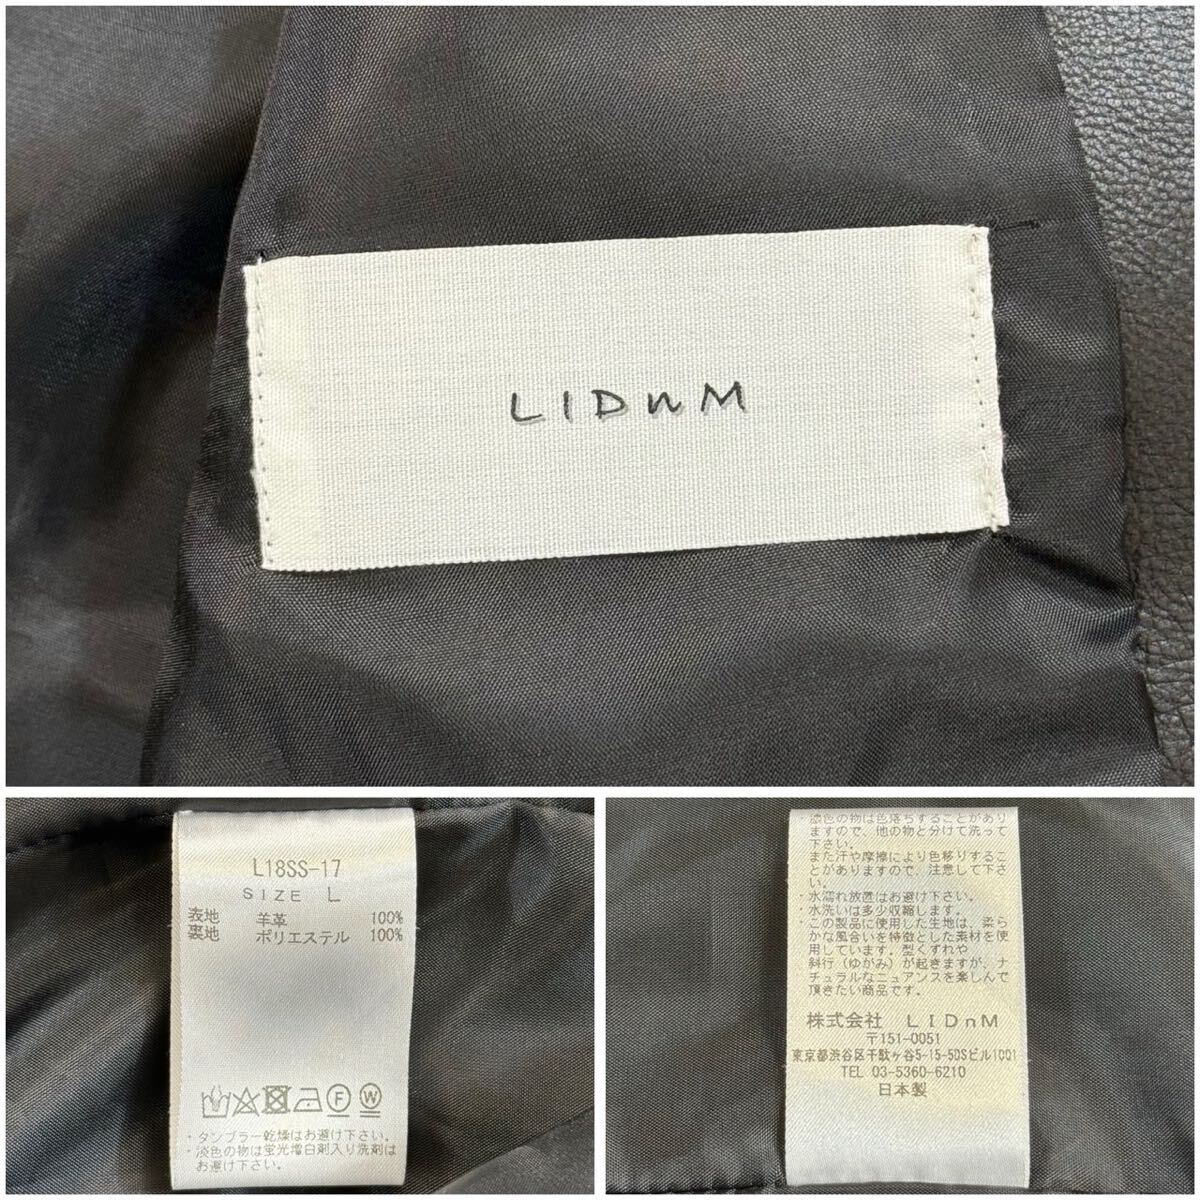 LIDnM
L18SS-17
SIZE L
表地 羊革 100%
裏地 ポリエステル 100%
F W
・タンブラー乾燥はお避け下さい。
・淡色の物は蛍光増白剤入り洗剤は
お避け下さい。
・濃色の物は色落ちすることがあり
ますので、他の物と分けて洗って
下さい。
また汗や摩擦により色移りするこ
とがありますので、注意して下さ
い。
・水濡れ放置はお避け下さい。
・水洗いは多少収縮します。
・この製品に使用した生地は、柔ら
かな風合いを特徴とした素材を使
用しています。型くずれや
斜行（ゆがみ）が起きますが、ナ
チュラルなニュアンスを楽しんで
頂きたい商品です。
株式会社 LIDnM
〒151-0051
東京都渋谷区千駄ヶ谷5-15-5DSビル1001
TEL 03-5360-6210
日本製